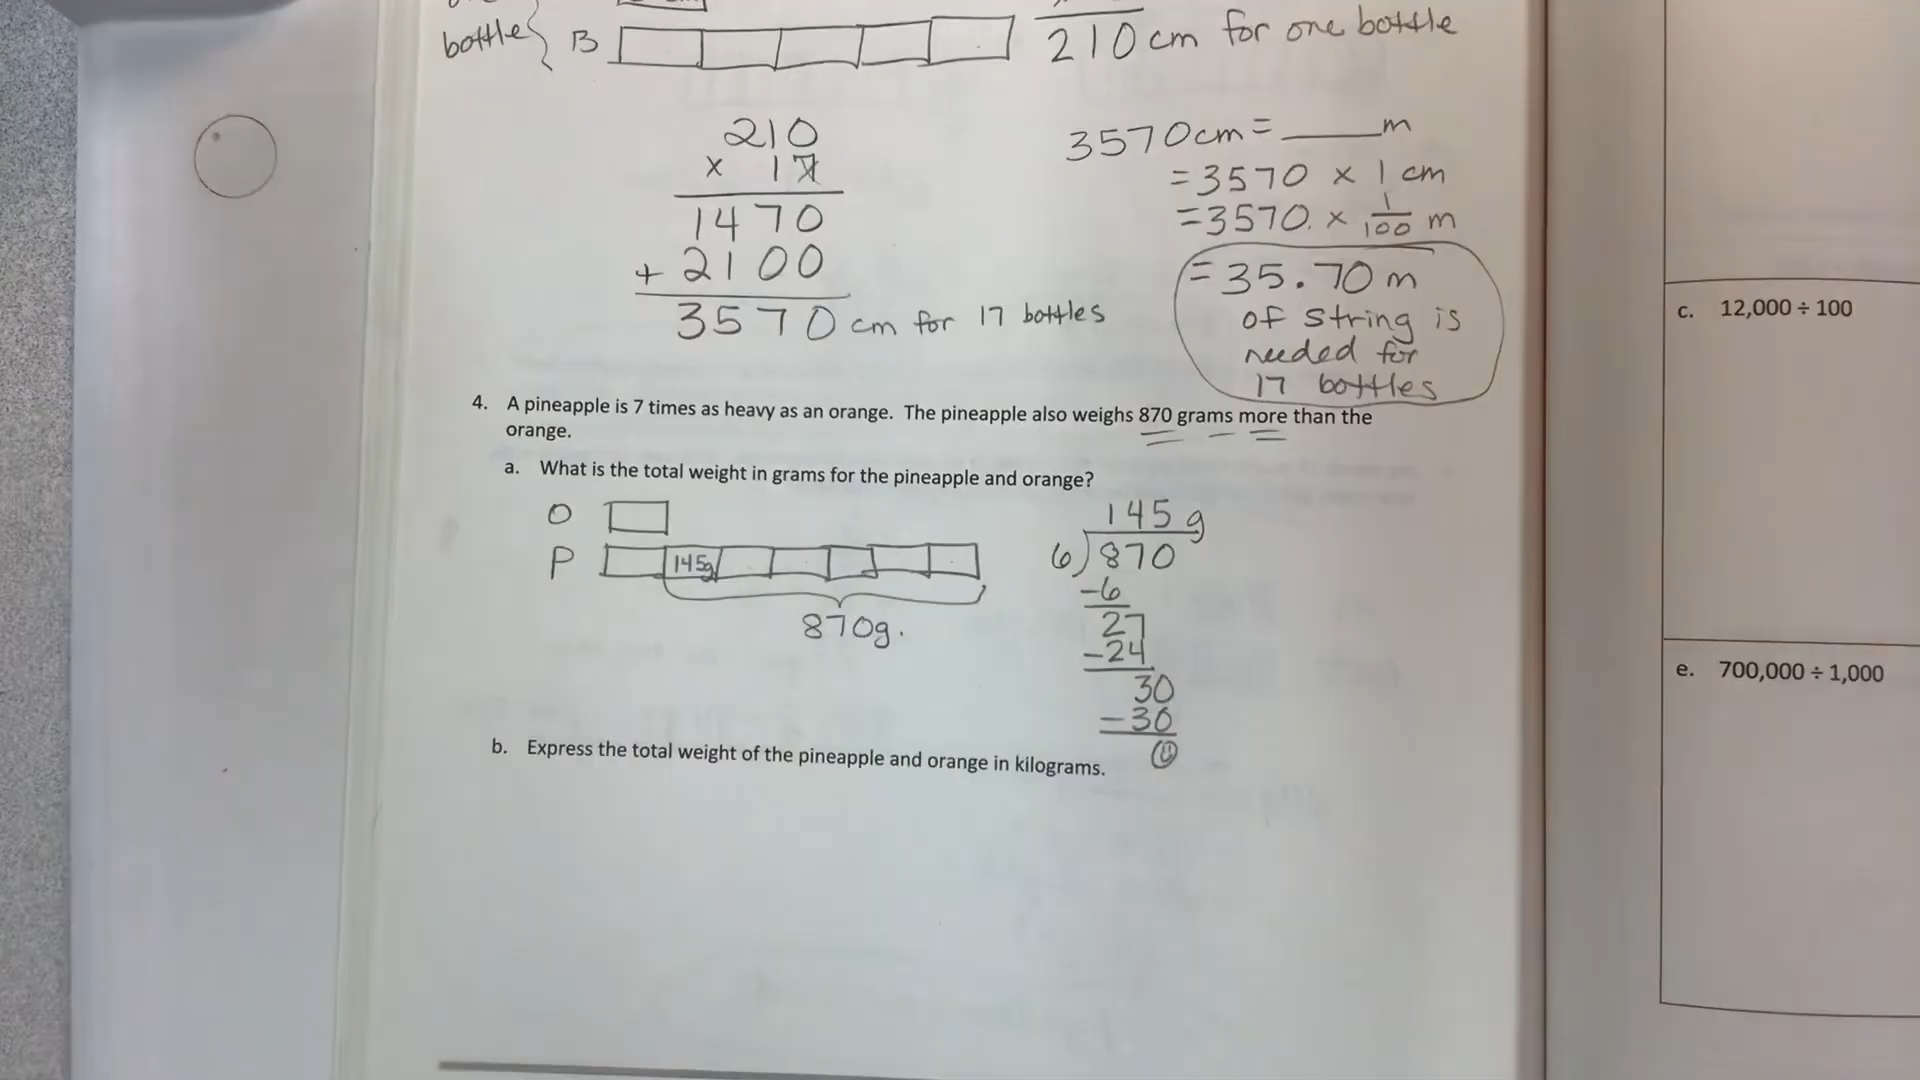 bottle B 210 cm for one bottle
210
x 17
1470
+ 2100
3570 cm for 17 bottles
3570cm = ____m
= 3570 x 1 cm
= 3570. x 1/100 m
= 35.70 m
of string is
needed for
17 bottles
4. A pineapple is 7 times as heavy as an orange. The pineapple also weighs 870 grams more than the
orange.
a. What is the total weight in grams for the pineapple and orange?
O
P 145g
870g.
145 g
6)870
-6
27
-24
30
-30
0
b. Express the total weight of the pineapple and orange in kilograms.
c. 12,000 ÷ 100
e. 700,000 ÷ 1,000